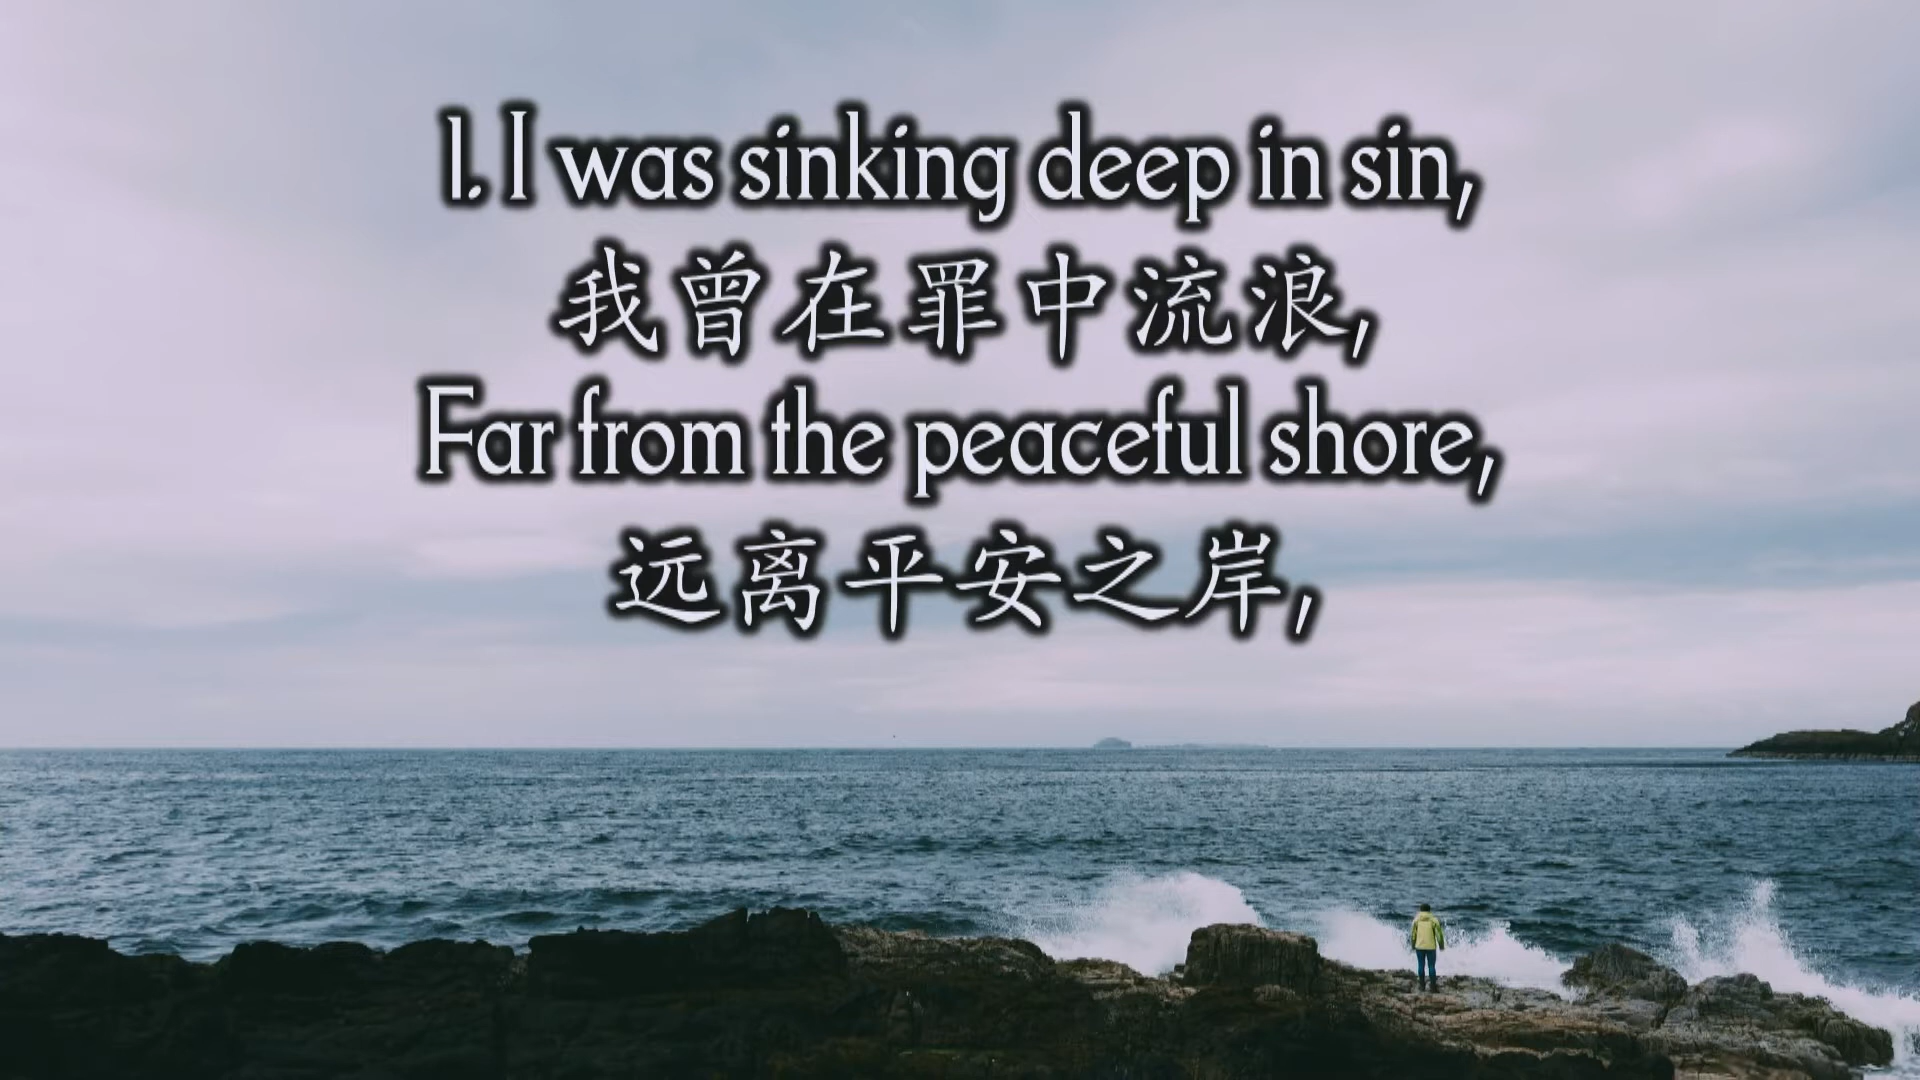 1. I was sinking deep in sin,
我曾在罪中流浪,
Far from the peaceful shore,
远离平安之岸,